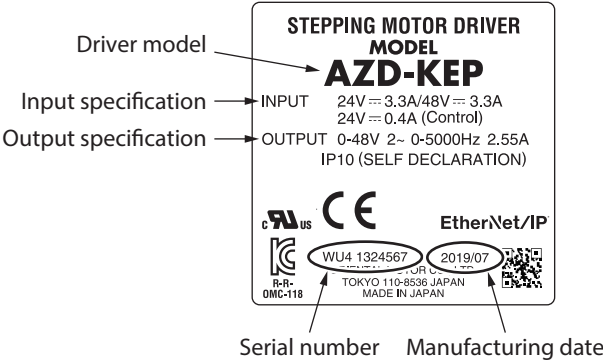 STEPPING MOTOR DRIVER
Driver model
MODEL
AZD-KEP
Input specification
INPUT 24V ⎓ 3.3A/48V ⎓ 3.3A
24V ⎓ 0.4A (Control)
Output specification
OUTPUT 0-48V 2~ 0-5000Hz 2.55A
IP10 (SELF DECLARATION)
c RU us CE
EtherNet/IP
WU4 1324567 2019/07
R-R-
OMC-118
TOKYO 110-8536 JAPAN
MADE IN JAPAN
Serial number Manufacturing date